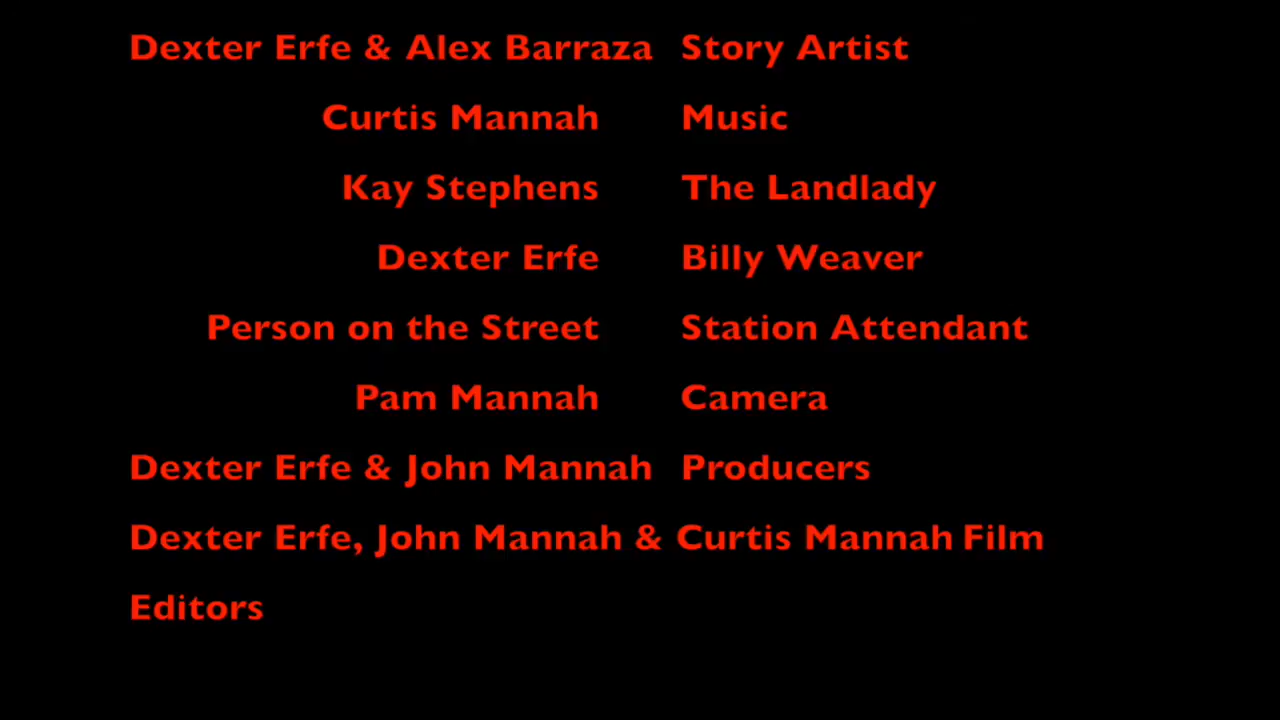 Dexter Erfe & Alex Barraza Story Artist
Curtis Mannah Music
Kay Stephens The Landlady
Dexter Erfe Billy Weaver
Person on the Street Station Attendant
Pam Mannah Camera
Dexter Erfe & John Mannah Producers
Dexter Erfe, John Mannah & Curtis Mannah Film
Editors